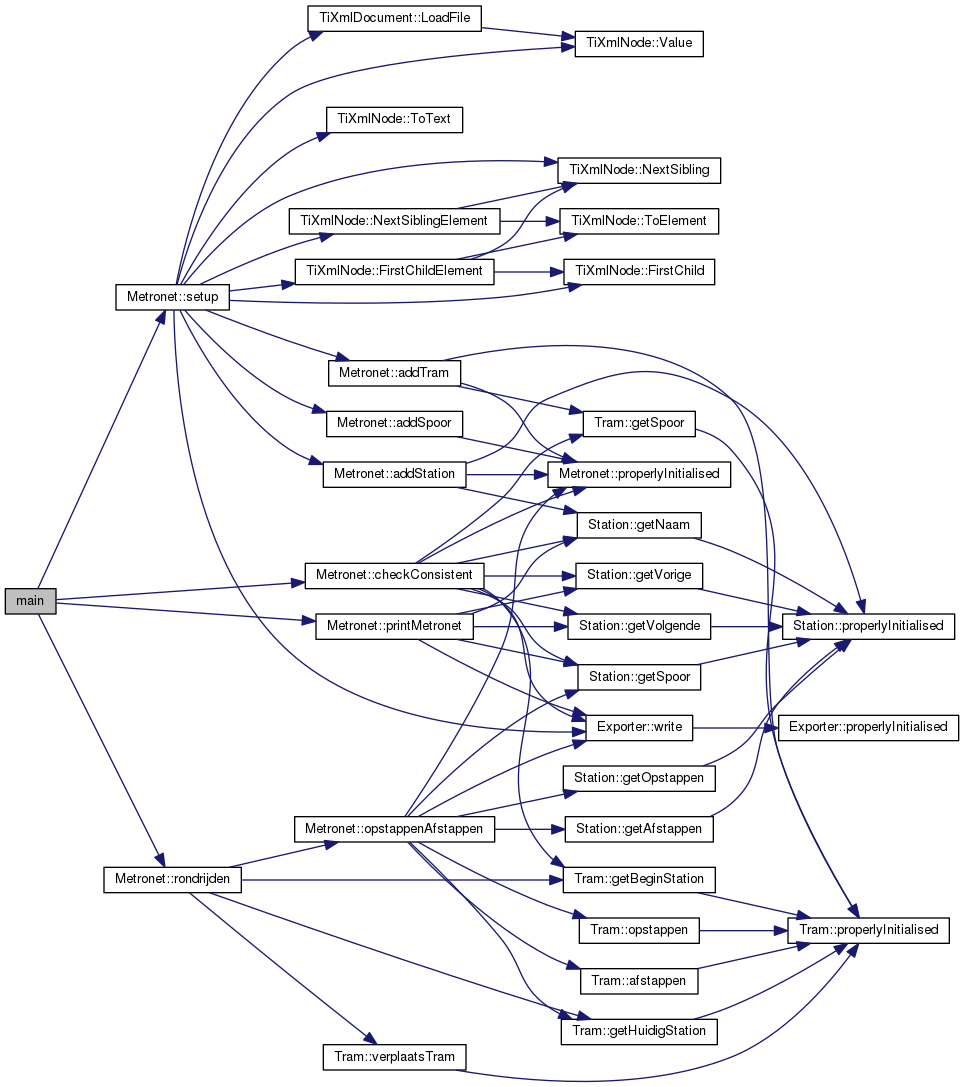 TiXmlDocument::LoadFile
TiXmlNode::Value
TiXmlNode::ToText
TiXmlNode::NextSibling
TiXmlNode::NextSiblingElement
TiXmlNode::ToElement
TiXmlNode::FirstChildElement
TiXmlNode::FirstChild
Metronet::setup
Metronet::addTram
Metronet::addSpoor
Tram::getSpoor
Metronet::addStation
Metronet::properlyInitialised
Station::getNaam
Metronet::checkConsistent
Station::getVorige
main
Metronet::printMetronet
Station::getVolgende
Station::properlyInitialised
Station::getSpoor
Exporter::write
Exporter::properlyInitialised
Station::getOpstappen
Metronet::opstappenAfstappen
Station::getAfstappen
Metronet::rondrijden
Tram::getBeginStation
Tram::opstappen
Tram::properlyInitialised
Tram::afstappen
Tram::getHuidigStation
Tram::verplaatsTram